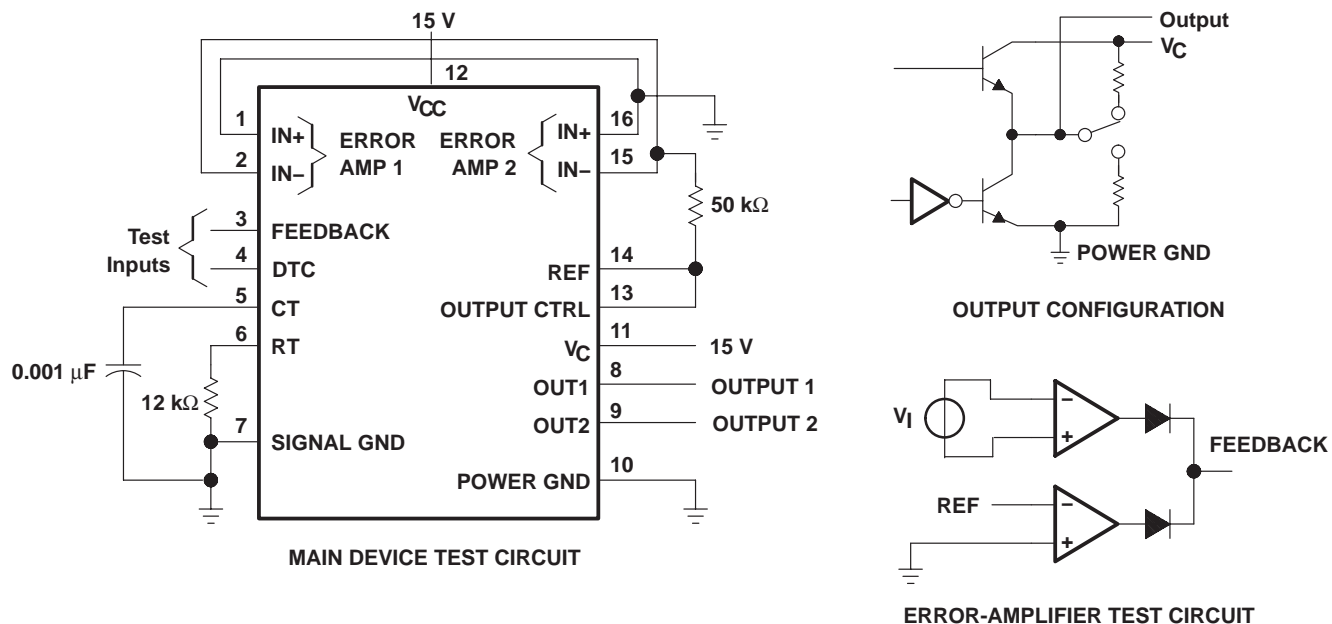 15 V
12
VCC
1
IN+
2
IN−
ERROR
AMP 1
ERROR
AMP 2
16
IN+
15
IN−
50 kΩ
Test
Inputs
3
FEEDBACK
4
DTC
5
CT
6
RT
0.001 μF
12 kΩ
7
SIGNAL GND
14
REF
13
OUTPUT CTRL
11
VC
15 V
8
OUT1
OUTPUT 1
9
OUT2
OUTPUT 2
10
POWER GND
MAIN DEVICE TEST CIRCUIT
Output
VC
POWER GND
OUTPUT CONFIGURATION
VI
−
+
FEEDBACK
REF
−
+
ERROR-AMPLIFIER TEST CIRCUIT